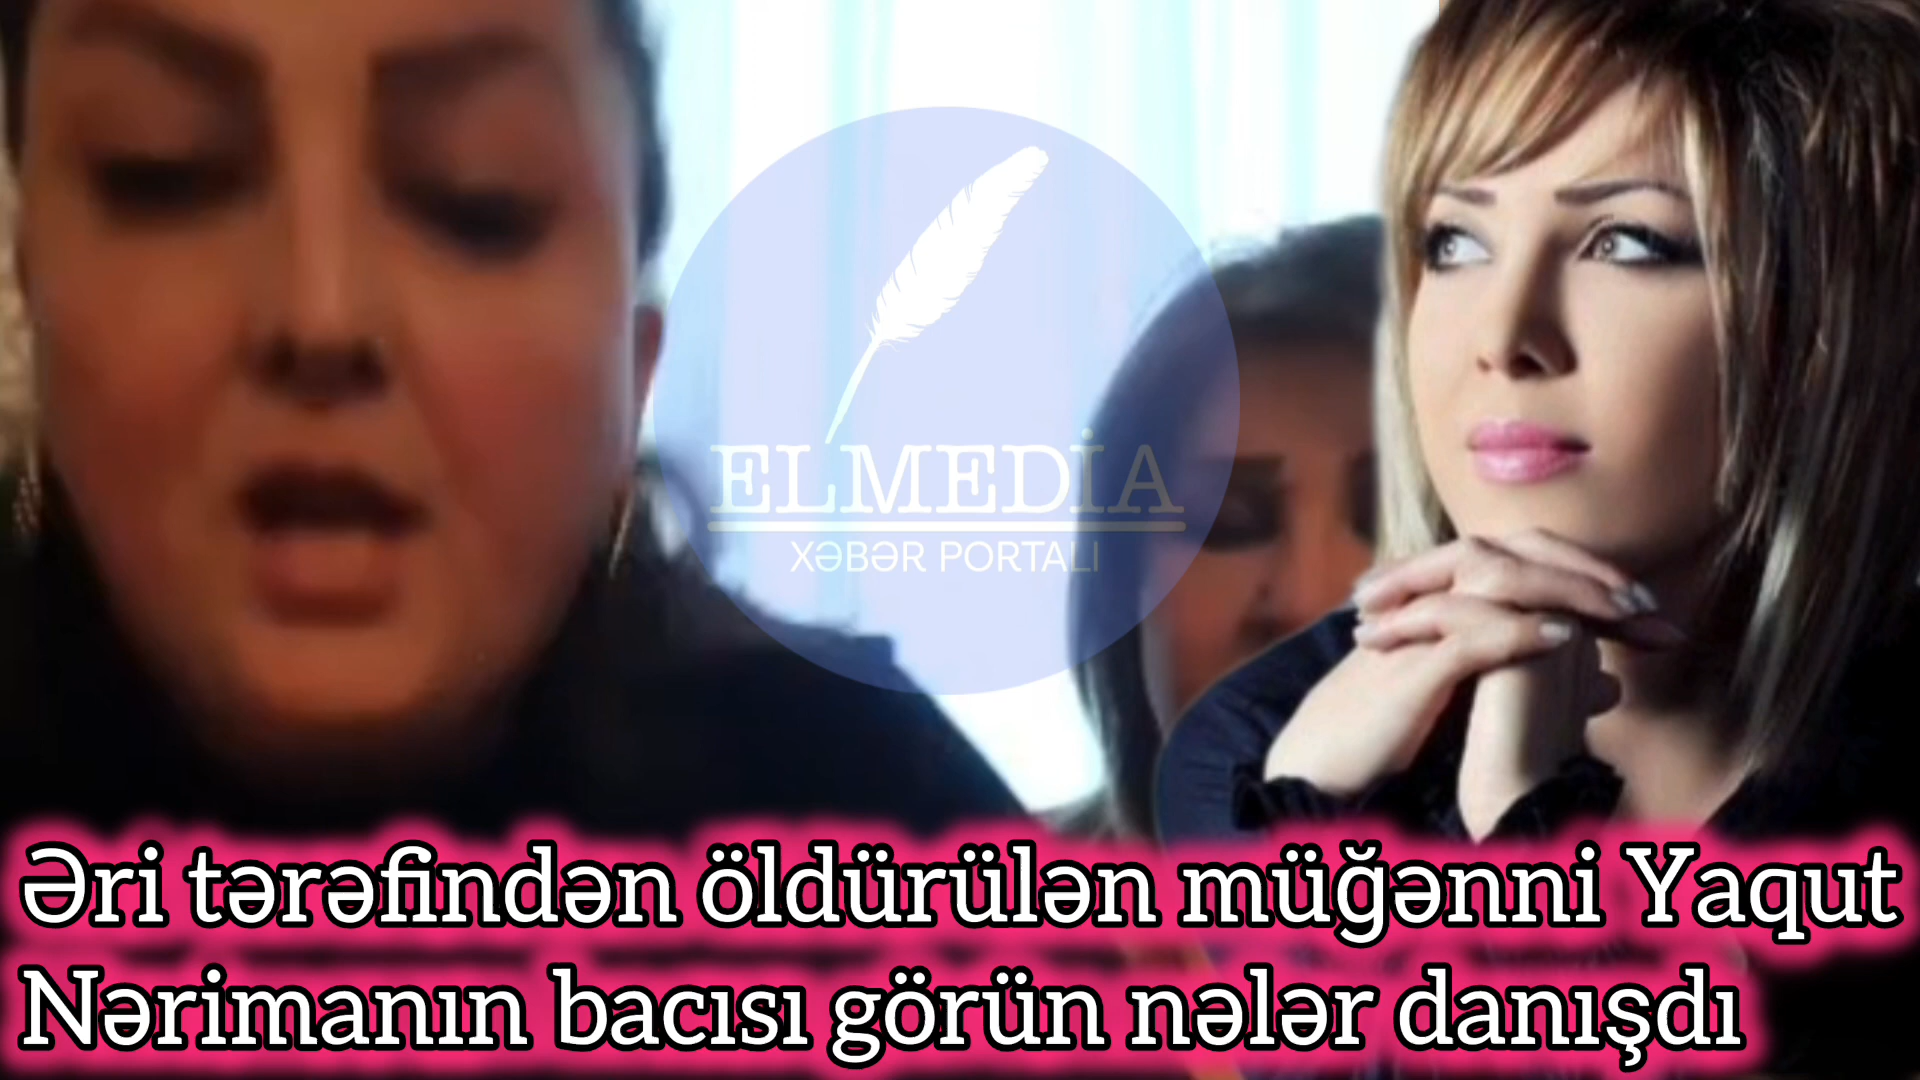 ELMEDİA
XƏBƏR PORTALI
Əri tərəfindən öldürülən müğənni Yaqut
Nərimanın bacısı görün nələr danışdı